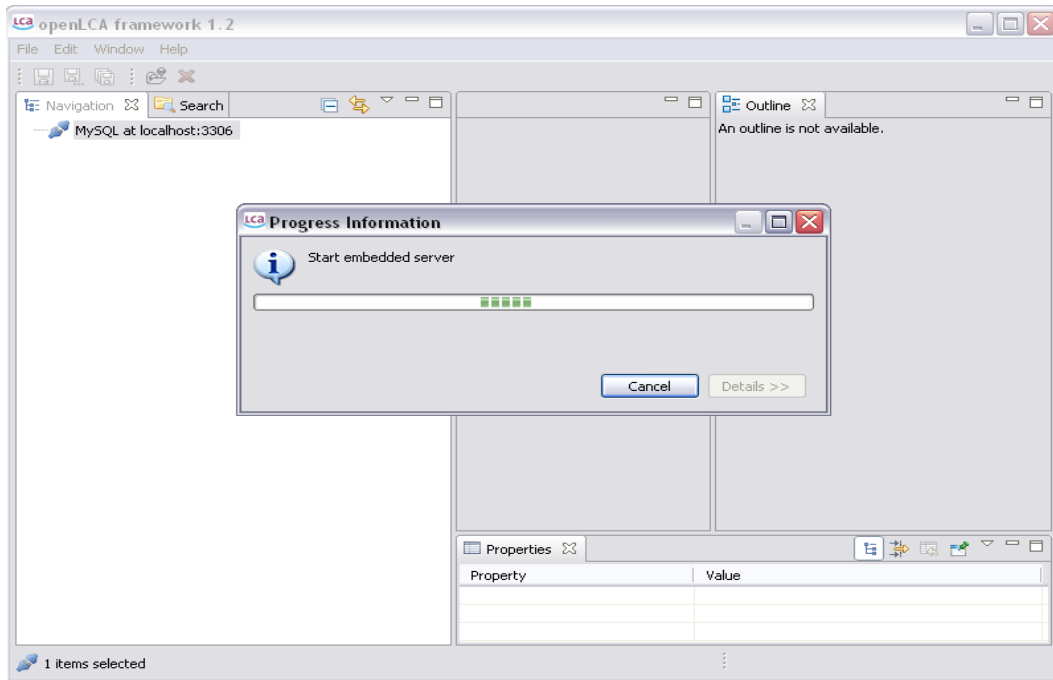 LCA openLCA framework 1.2
File Edit Window Help
Navigation Search
Outline
MySQL at localhost:3306
An outline is not available.
LCA Progress Information
Start embedded server
Cancel Details >>
Properties
Property Value
1 items selected